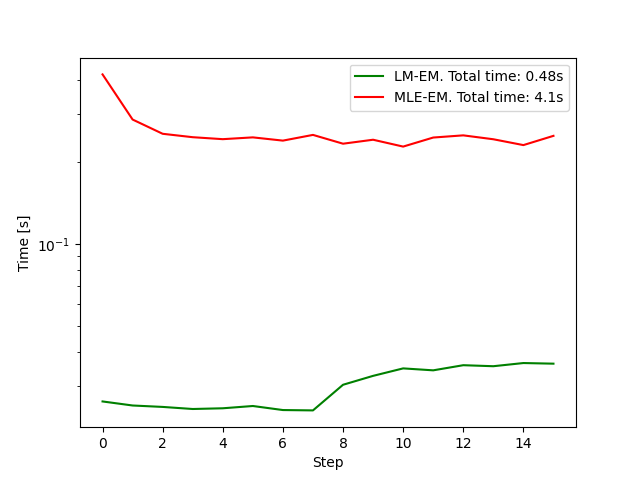 LM-EM. Total time: 0.48s
MLE-EM. Total time: 4.1s
Time [s]
10⁻¹
0 2 4 6 8 10 12 14
Step